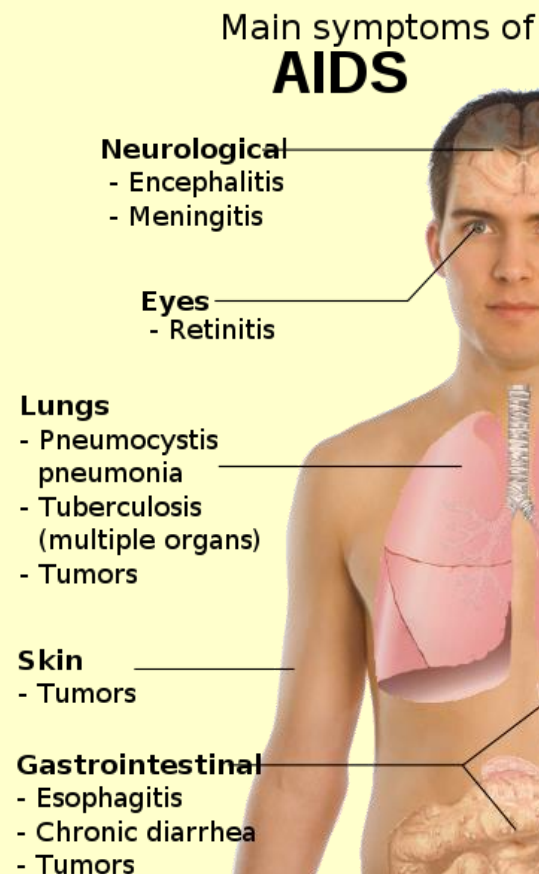 Main symptoms of
AIDS
Neurological
- Encephalitis
- Meningitis
Eyes
- Retinitis
Lungs
- Pneumocystis
pneumonia
- Tuberculosis
(multiple organs)
- Tumors
Skin
- Tumors
Gastrointestinal
- Esophagitis
- Chronic diarrhea
- Tumors